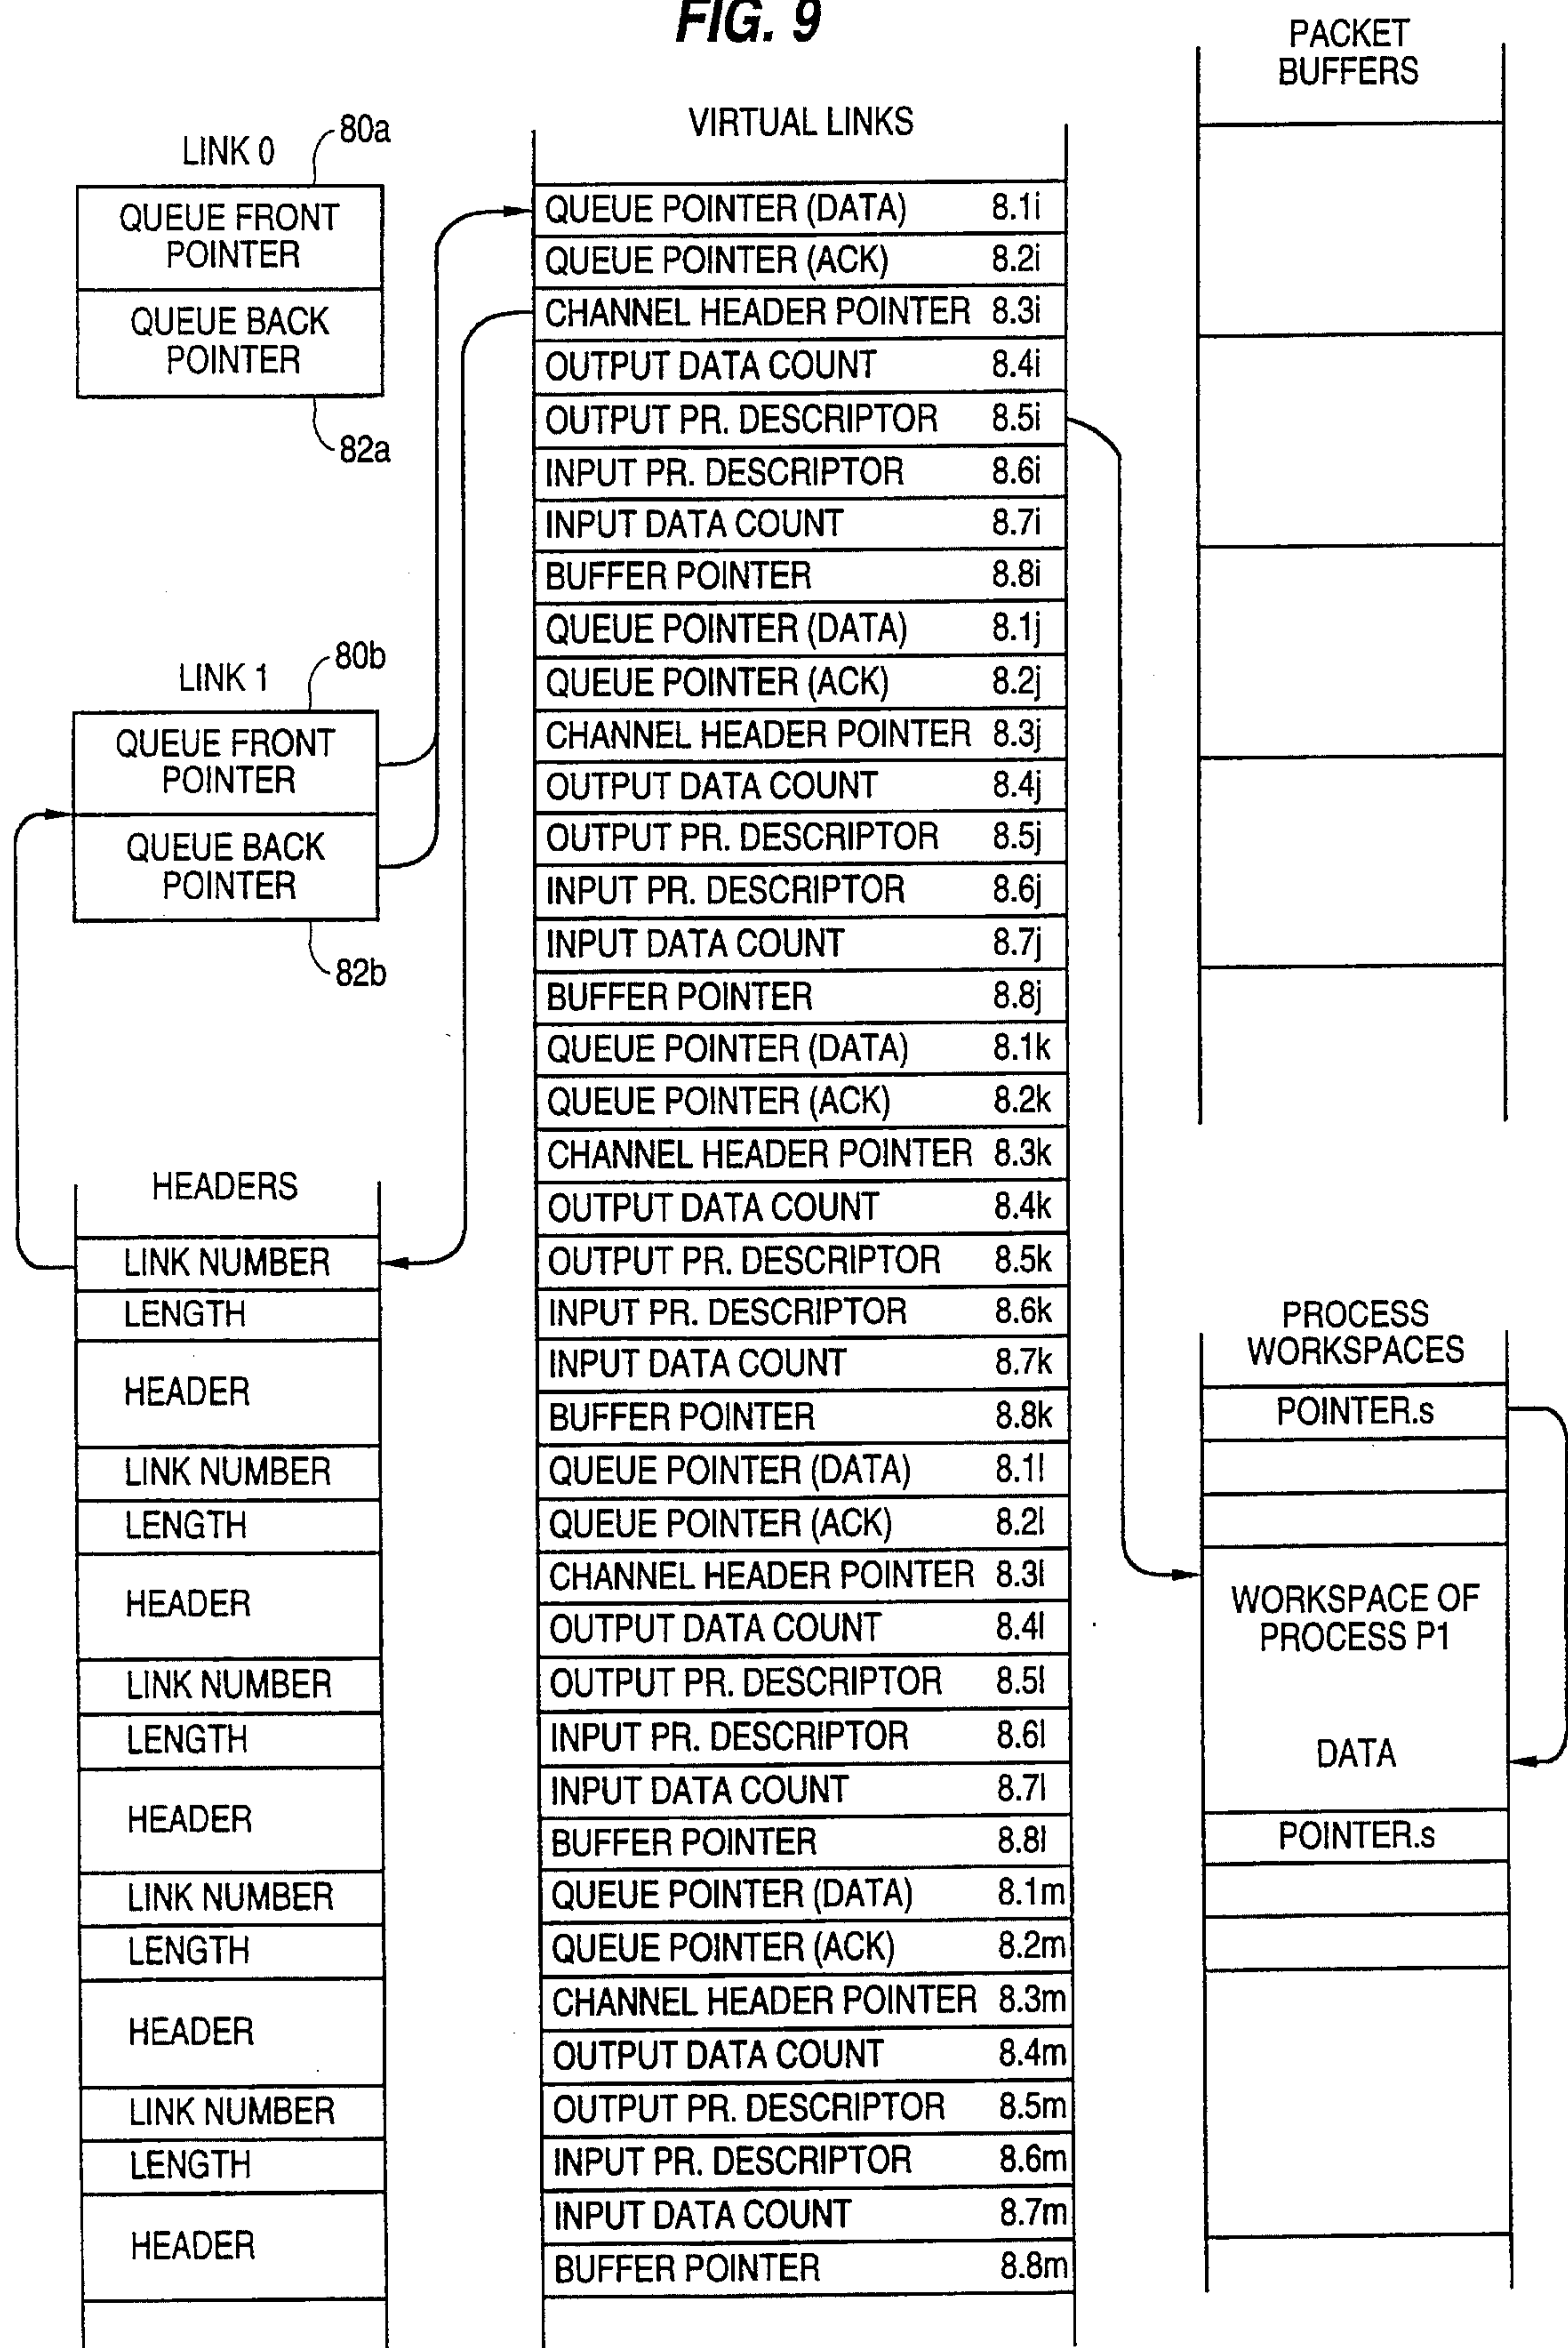 FIG. 9
LINK 0
80a
QUEUE FRONT
POINTER
QUEUE BACK
POINTER
82a
LINK 1
80b
QUEUE FRONT
POINTER
QUEUE BACK
POINTER
82b
HEADERS
LINK NUMBER
LENGTH
HEADER
LINK NUMBER
LENGTH
HEADER
LINK NUMBER
LENGTH
HEADER
LINK NUMBER
LENGTH
HEADER
LINK NUMBER
LENGTH
HEADER
VIRTUAL LINKS
QUEUE POINTER (DATA) 8.1i
QUEUE POINTER (ACK) 8.2i
CHANNEL HEADER POINTER 8.3i
OUTPUT DATA COUNT 8.4i
OUTPUT PR. DESCRIPTOR 8.5i
INPUT PR. DESCRIPTOR 8.6i
INPUT DATA COUNT 8.7i
BUFFER POINTER 8.8i
QUEUE POINTER (DATA) 8.1j
QUEUE POINTER (ACK) 8.2j
CHANNEL HEADER POINTER 8.3j
OUTPUT DATA COUNT 8.4j
OUTPUT PR. DESCRIPTOR 8.5j
INPUT PR. DESCRIPTOR 8.6j
INPUT DATA COUNT 8.7j
BUFFER POINTER 8.8j
QUEUE POINTER (DATA) 8.1k
QUEUE POINTER (ACK) 8.2k
CHANNEL HEADER POINTER 8.3k
OUTPUT DATA COUNT 8.4k
OUTPUT PR. DESCRIPTOR 8.5k
INPUT PR. DESCRIPTOR 8.6k
INPUT DATA COUNT 8.7k
BUFFER POINTER 8.8k
QUEUE POINTER (DATA) 8.1l
QUEUE POINTER (ACK) 8.2l
CHANNEL HEADER POINTER 8.3l
OUTPUT DATA COUNT 8.4l
OUTPUT PR. DESCRIPTOR 8.5l
INPUT PR. DESCRIPTOR 8.6l
INPUT DATA COUNT 8.7l
BUFFER POINTER 8.8l
QUEUE POINTER (DATA) 8.1m
QUEUE POINTER (ACK) 8.2m
CHANNEL HEADER POINTER 8.3m
OUTPUT DATA COUNT 8.4m
OUTPUT PR. DESCRIPTOR 8.5m
INPUT PR. DESCRIPTOR 8.6m
INPUT DATA COUNT 8.7m
BUFFER POINTER 8.8m
PACKET
BUFFERS
PROCESS
WORKSPACES
POINTER.s
WORKSPACE OF
PROCESS P1
DATA
POINTER.s